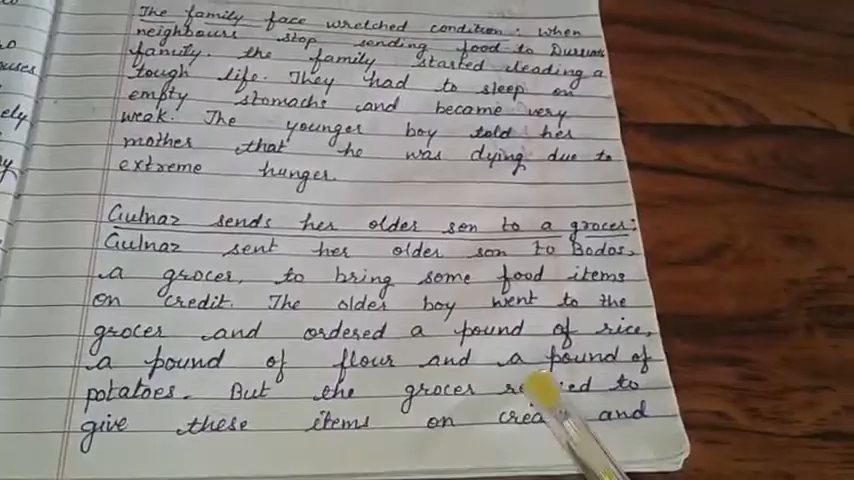 The family face wretched condition: when
neighbours stop sending food to
family. the family started leading a
tough life. They had to sleep on
empty stomachs and became very
weak. The younger boy told her
mother that he was dying due to
extreme hunger.
Gulnaz sends her older son to a grocer:
Gulnaz sent her older son to Bodos,
a grocer, to bring some food items
on credit. The older boy went to the
grocer and ordered a pound of rice,
a pound of flour and a pound of
potatoes. But the grocer to
give these items on and